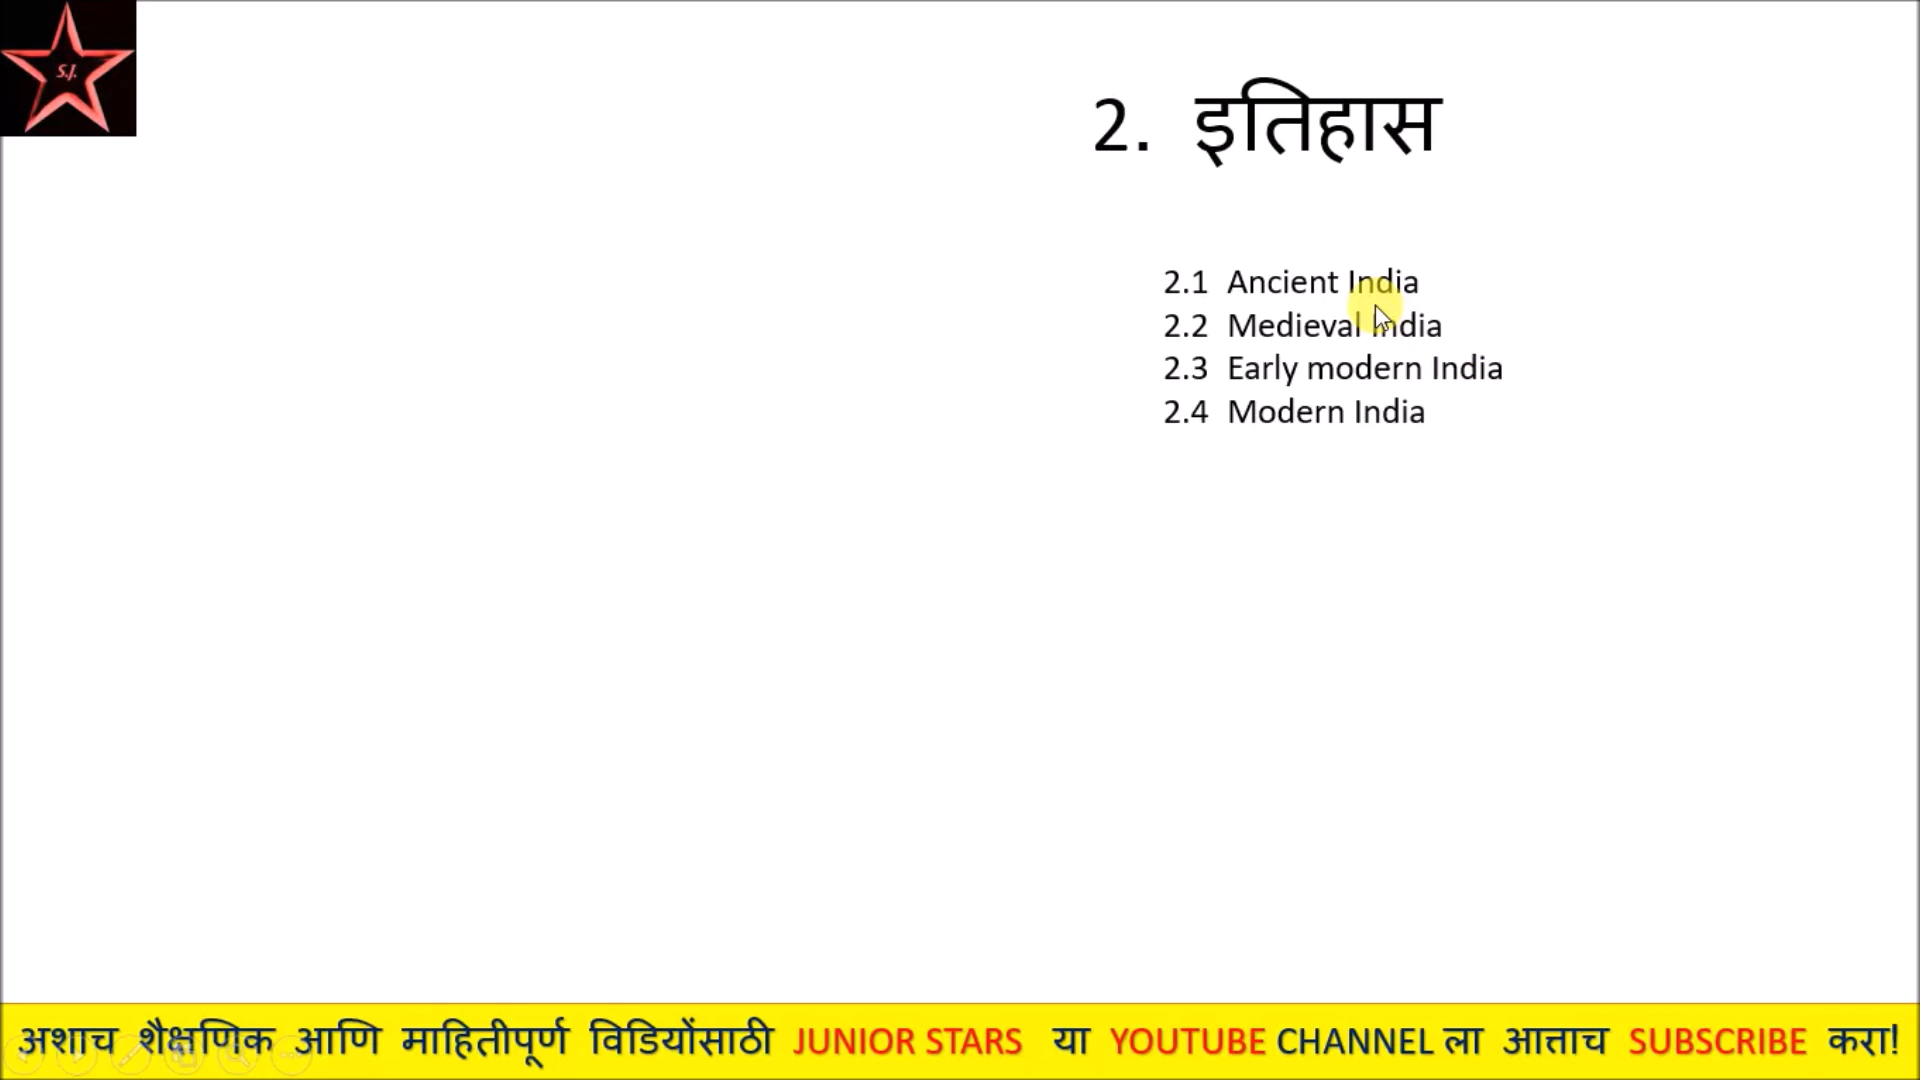 S.J.
2. इतिहास
2.1 Ancient India
2.2 Medieval India
2.3 Early modern India
2.4 Modern India
अशाच शैक्षणिक आणि माहितीपूर्ण विडियोंसाठी JUNIOR STARS या YOUTUBE CHANNEL ला आत्ताच SUBSCRIBE करा!